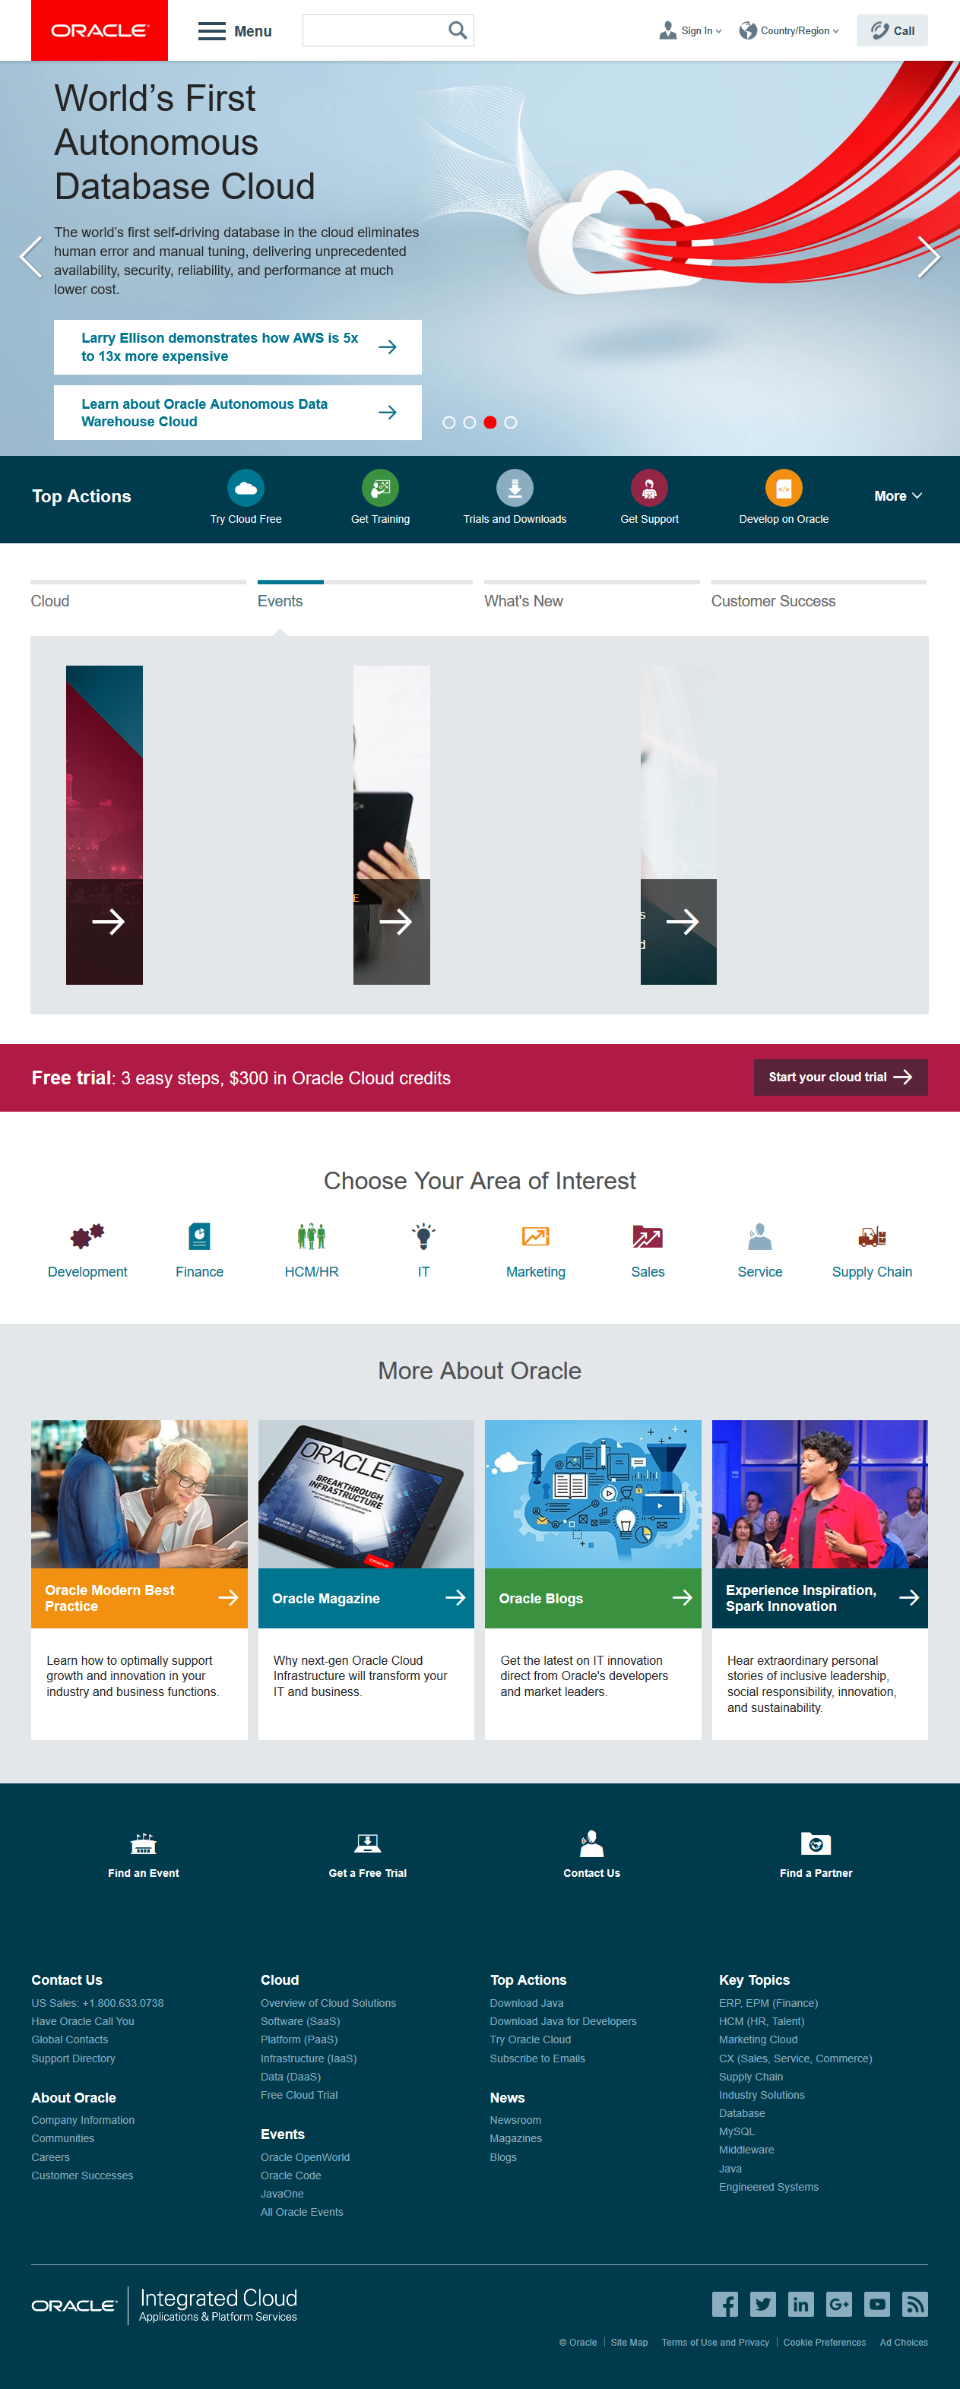 ORACLE
Menu
Sign In
Country/Region
Call
World's First
Autonomous
Database Cloud
The world's first self-driving database in the cloud eliminates
human error and manual tuning, delivering unprecedented
availability, security, reliability, and performance at much
lower cost.
Larry Ellison demonstrates how AWS is 5x
to 13x more expensive
Learn about Oracle Autonomous Data
Warehouse Cloud
Top Actions
Try Cloud Free
Get Training
Trials and Downloads
Get Support
Develop on Oracle
More
Cloud
Events
What's New
Customer Success
E
s
d
Free trial: 3 easy steps, $300 in Oracle Cloud credits
Start your cloud trial
Choose Your Area of Interest
Development
Finance
HCM/HR
IT
Marketing
Sales
Service
Supply Chain
More About Oracle
ORACLE
BREAKTHROUGH
INFRASTRUCTURE
Oracle Modern Best
Practice
Oracle Magazine
Oracle Blogs
Experience Inspiration,
Spark Innovation
Learn how to optimally support
growth and innovation in your
industry and business functions.
Why next-gen Oracle Cloud
Infrastructure will transform your
IT and business.
Get the latest on IT innovation
direct from Oracle's developers
and market leaders.
Hear extraordinary personal
stories of inclusive leadership,
social responsibility, innovation,
and sustainability.
Find an Event
Get a Free Trial
Contact Us
Find a Partner
Contact Us
US Sales: +1.800.633.0738
Have Oracle Call You
Global Contacts
Support Directory
About Oracle
Company Information
Communities
Careers
Customer Successes
Cloud
Overview of Cloud Solutions
Software (SaaS)
Platform (PaaS)
Infrastructure (IaaS)
Data (DaaS)
Free Cloud Trial
Events
Oracle OpenWorld
Oracle Code
JavaOne
All Oracle Events
Top Actions
Download Java
Download Java for Developers
Try Oracle Cloud
Subscribe to Emails
News
Newsroom
Magazines
Blogs
Key Topics
ERP, EPM (Finance)
HCM (HR, Talent)
Marketing Cloud
CX (Sales, Service, Commerce)
Supply Chain
Industry Solutions
Database
MySQL
Middleware
Java
Engineered Systems
ORACLE
Integrated Cloud
Applications & Platform Services
© Oracle
Site Map
Terms of Use and Privacy
Cookie Preferences
Ad Choices